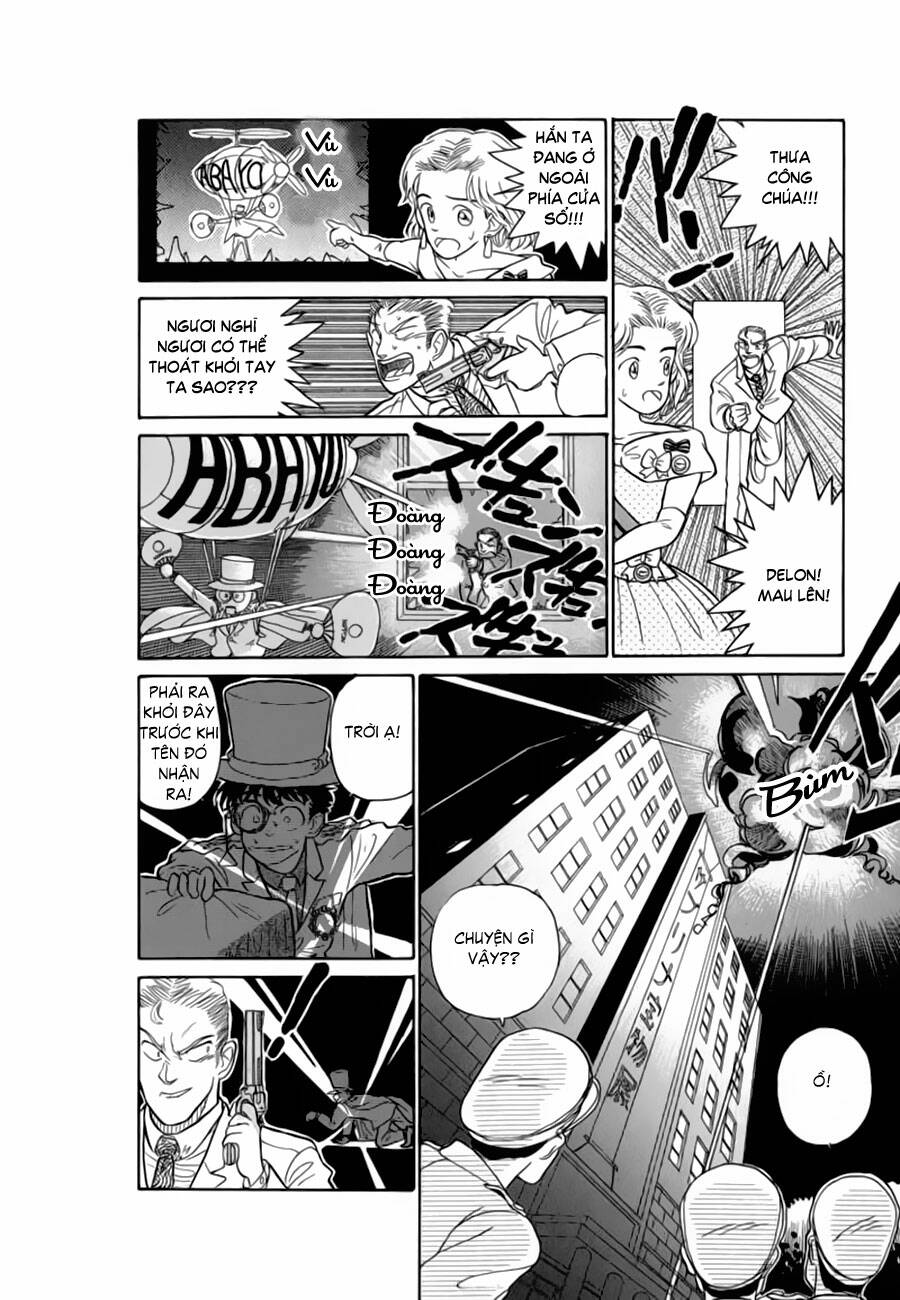 THƯA
CÔNG
CHÚA!!!
DELON!
MAU LÊN!
HẮN TA
ĐANG Ở
NGOÀI
PHÍA CỬA
SỔ!!!
Vù
Vù
ABAYO
NGƯƠI NGHĨ
NGƯƠI CÓ THỂ
THOÁT KHỎI TAY
TA SAO???
ABAYO
Đoàng
Đoàng
Đoàng
Bùm
CHUYỆN GÌ
VẬY??
Ồ!
TRỜI Ạ!
PHẢI RA
KHỎI ĐÂY
TRƯỚC KHI
TÊN ĐÓ
NHẬN
RA!